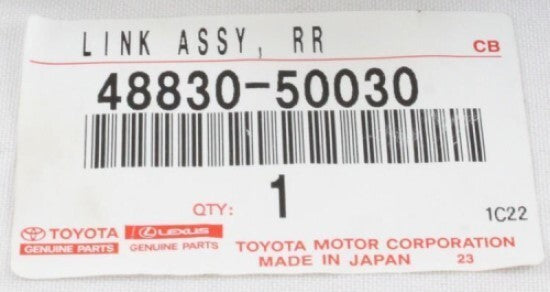 LINK ASSY, RR
CB
48830-50030
QTY: 1
1C22
TOYOTA
GENUINE PARTS
LEXUS
GENUINE PARTS
TOYOTA MOTOR CORPORATION
MADE IN JAPAN 23